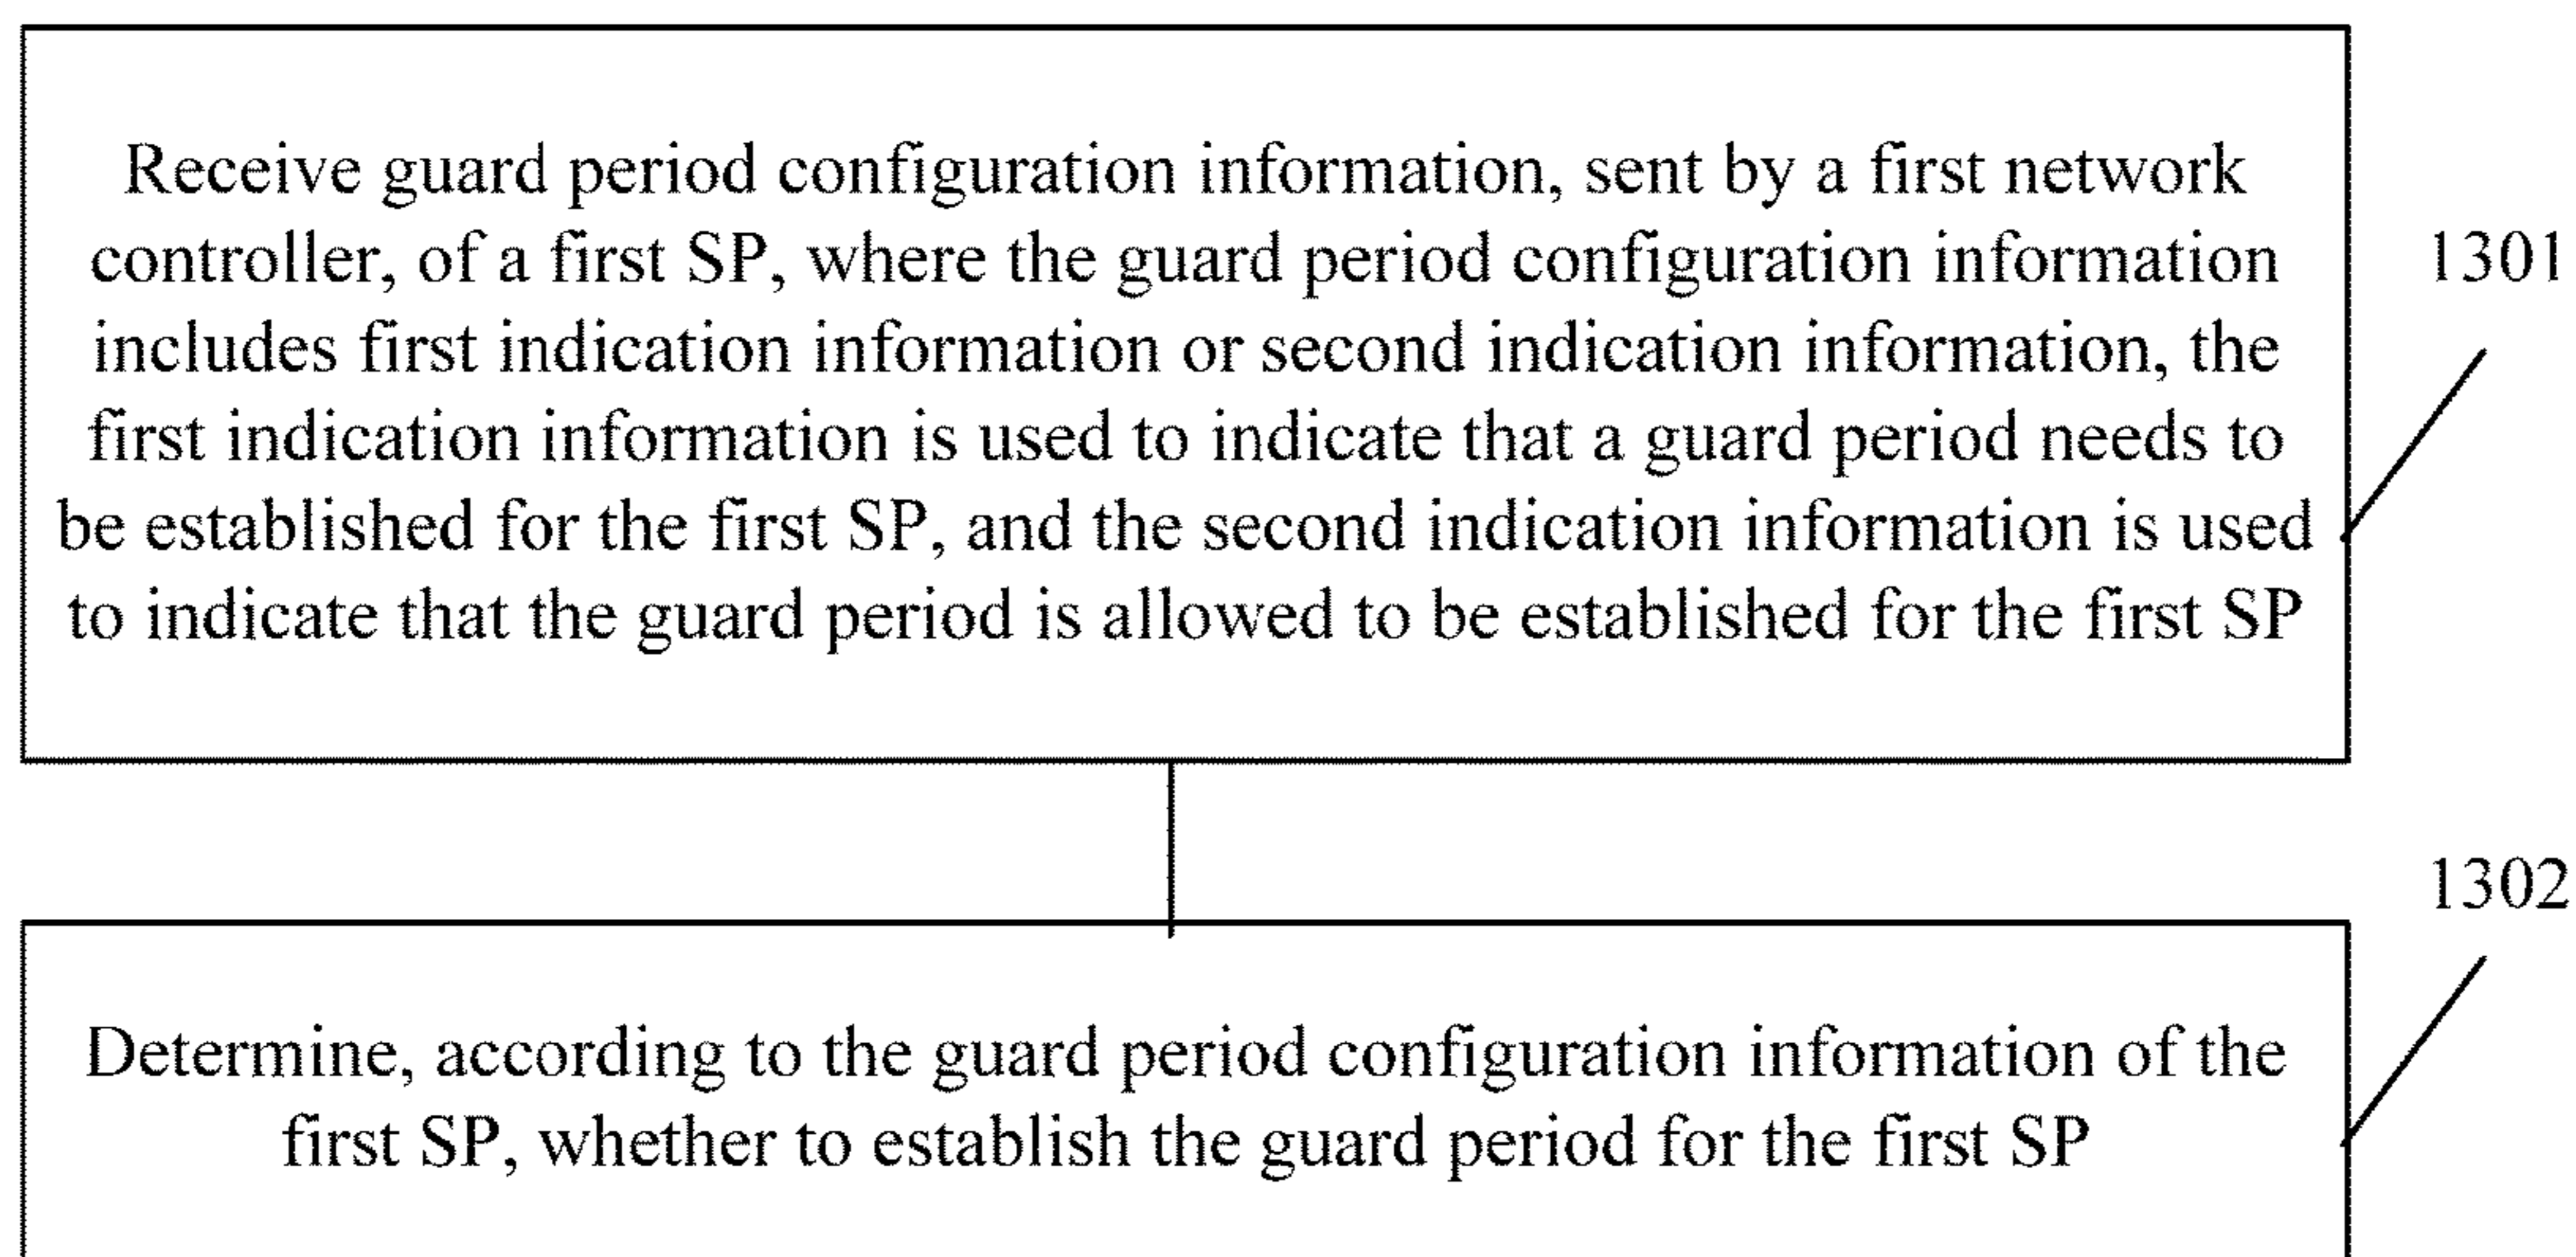 Receive guard period configuration information, sent by a first network
controller, of a first SP, where the guard period configuration information
includes first indication information or second indication information, the
first indication information is used to indicate that a guard period needs to
be established for the first SP, and the second indication information is used
to indicate that the guard period is allowed to be established for the first SP
1301
1302
Determine, according to the guard period configuration information of the
first SP, whether to establish the guard period for the first SP